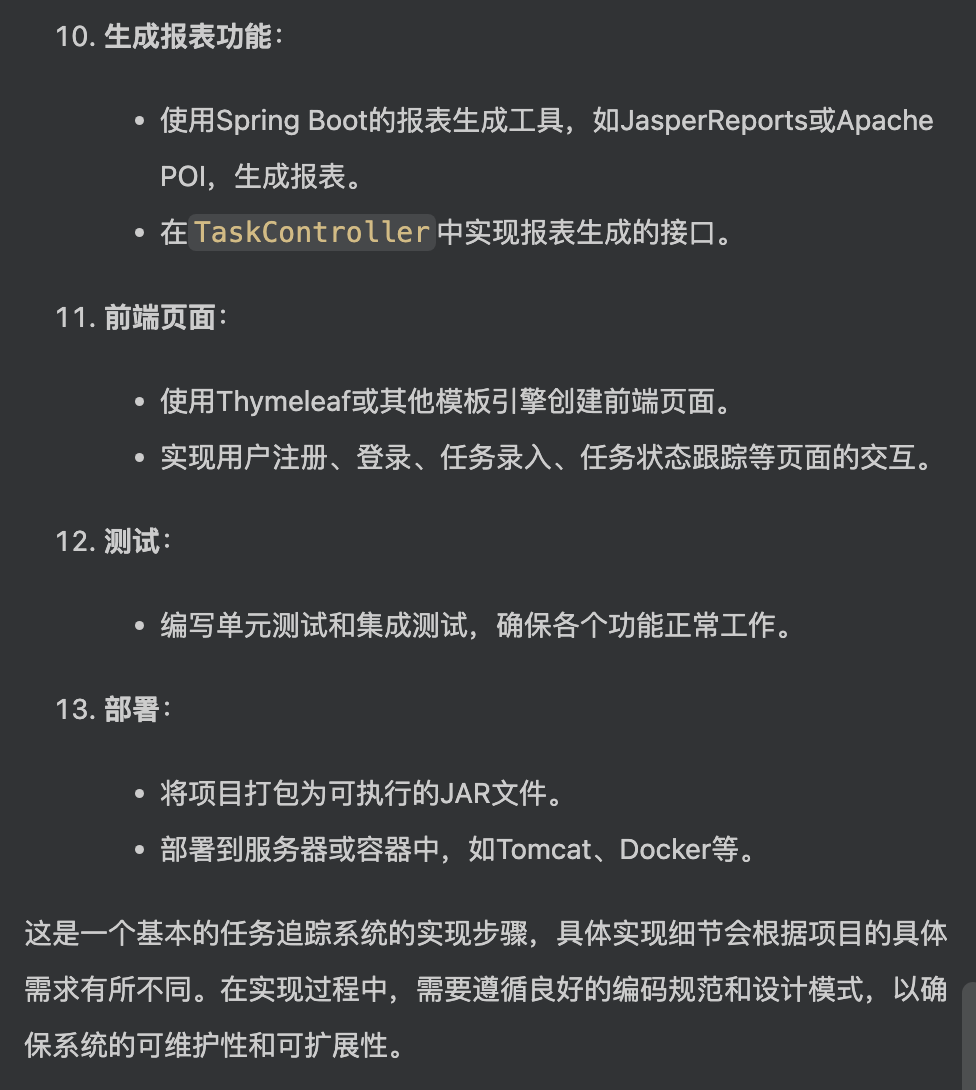 10. 生成报表功能：
• 使用Spring Boot的报表生成工具，如JasperReports或Apache
POI，生成报表。
• 在TaskController中实现报表生成的接口。
11. 前端页面：
• 使用Thymeleaf或其他模板引擎创建前端页面。
• 实现用户注册、登录、任务录入、任务状态跟踪等页面的交互。
12. 测试：
• 编写单元测试和集成测试，确保各个功能正常工作。
13. 部署：
• 将项目打包为可执行的JAR文件。
• 部署到服务器或容器中，如Tomcat、Docker等。
这是一个基本的任务追踪系统的实现步骤，具体实现细节会根据项目的具体
需求有所不同。在实现过程中，需要遵循良好的编码规范和设计模式，以确
保系统的可维护性和可扩展性。